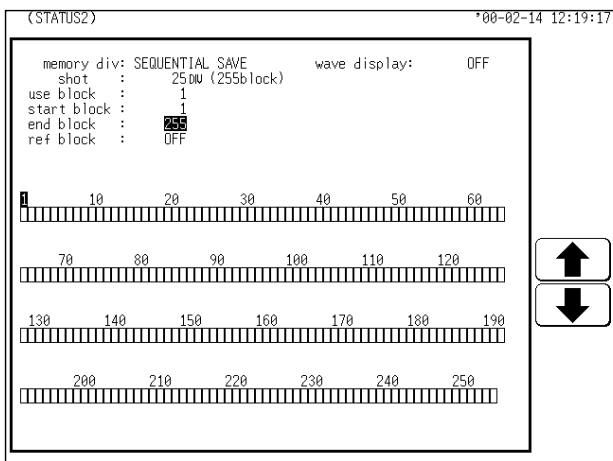 (STATUS2) '00-02-14 12:19:17
memory div: SEQUENTIAL SAVE wave display: OFF
shot : 25DIV (255block)
use block : 1
start block : 1
end block : 255
ref block : OFF
1 10 20 30 40 50 60
70 80 90 100 110 120
130 140 150 160 170 180 190
200 210 220 230 240 250